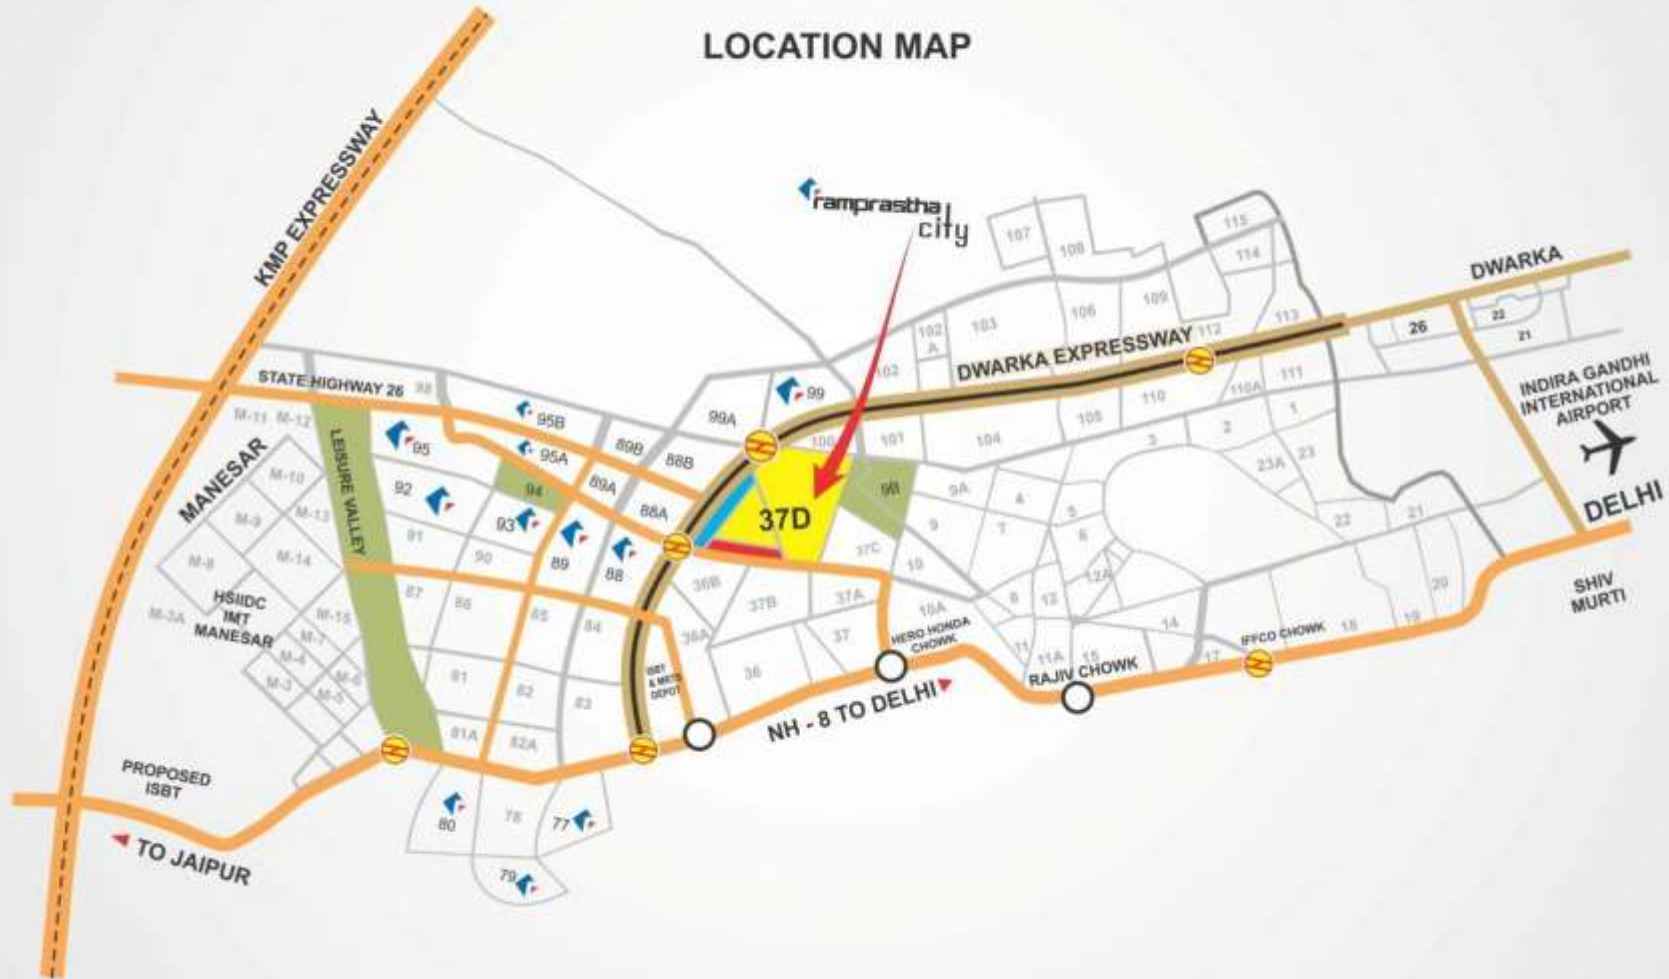 LOCATION MAP
KMP EXPRESSWAY
ramprastha
city
107
108
115
114
DWARKA
102
A
103
106
109
112
113
26
22
21
DWARKA EXPRESSWAY
INDIRA GANDHI
INTERNATIONAL
AIRPORT
STATE HIGHWAY 26
98
102
99
99A
110
110A
111
105
1
M-11
M-12
95B
95
95A
89B
88B
100
101
104
3
2
MANESAR
LEISURE VALLEY
M-10
92
94
89A
88A
37D
9B
9A
4
23A
23
DELHI
M-9
M-13
93
9
7
5
6
22
21
91
90
89
88
37C
10
M-8
M-14
12A
20
SHIV
MURTI
HSIIDC
IMT
MANESAR
M-3A
M-15
87
86
85
84
36B
37B
37A
10A
8
12
14
18
19
M-7
M-4
M-6
M-3
M-5
36A
37
HERO HONDA
CHOWK
11
11A
15
17
IFFCO CHOWK
ISBT
& MRTS
DEPOT
36
RAJIV CHOWK
81
82
83
81A
82A
NH - 8 TO DELHI
PROPOSED
ISBT
80
78
77
TO JAIPUR
79